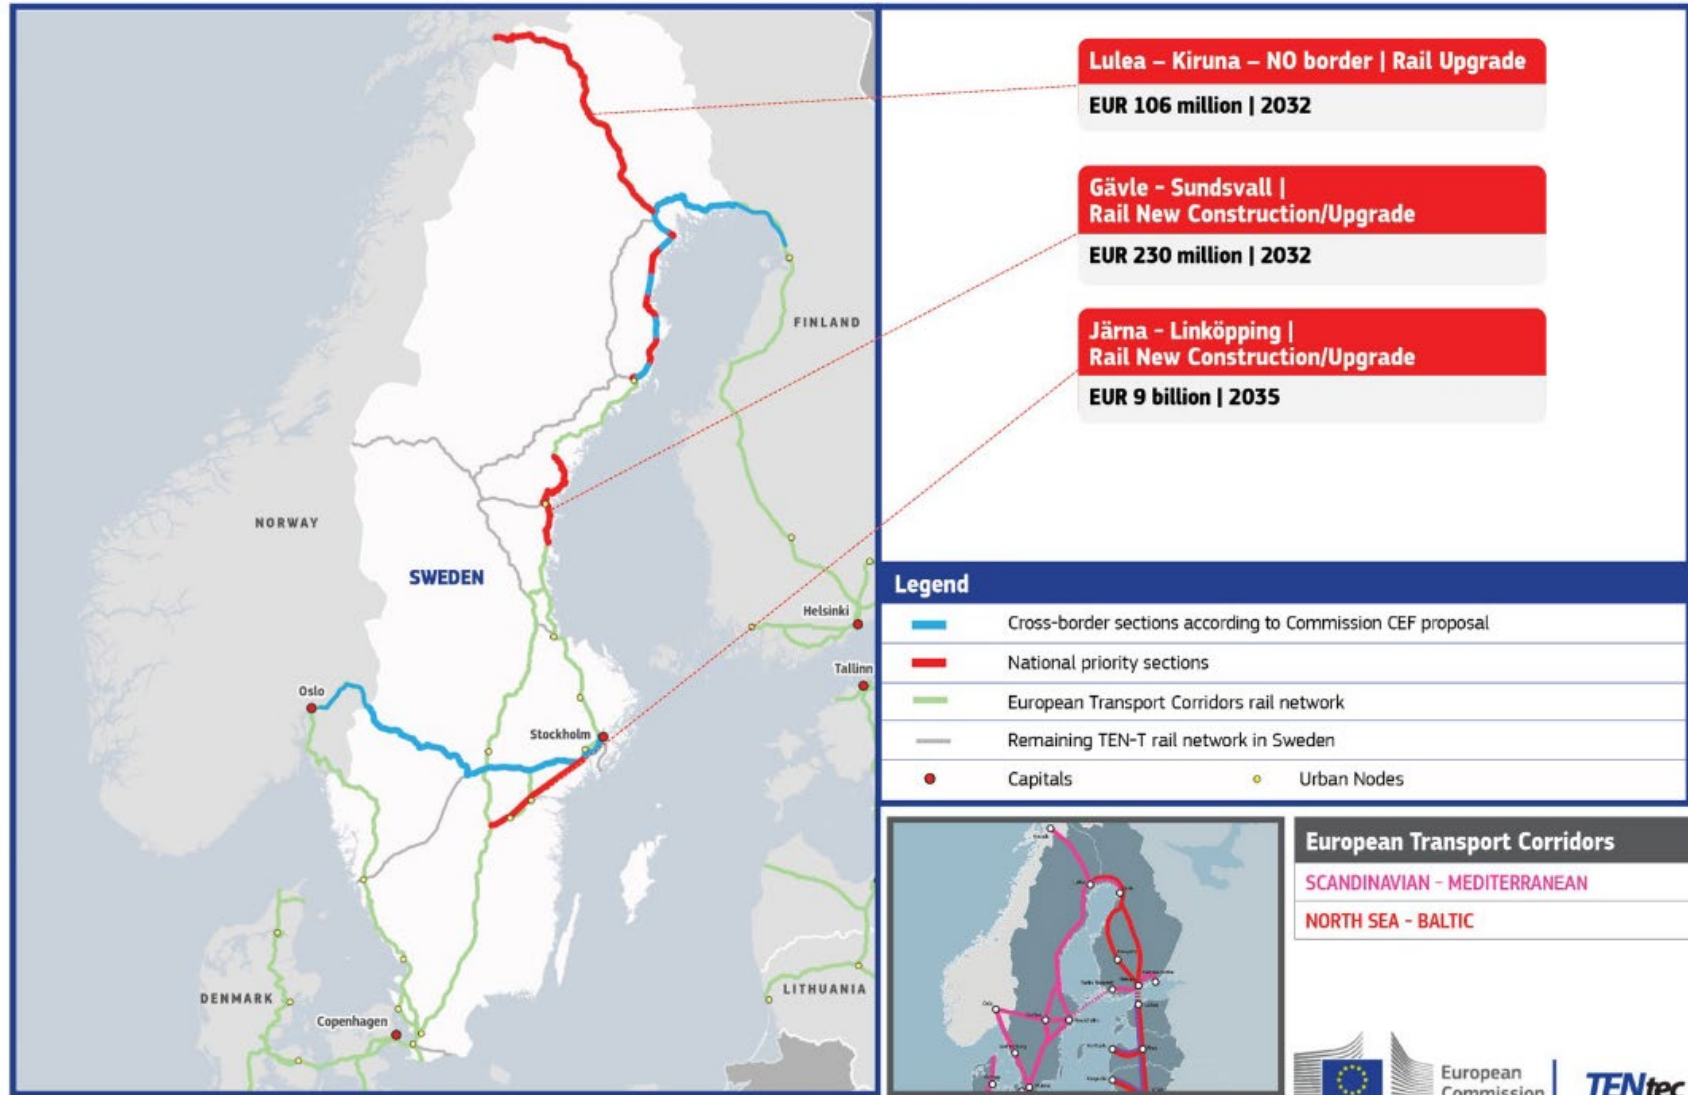 Lulea – Kiruna – NO border | Rail Upgrade
EUR 106 million | 2032
Gävle - Sundsvall |
Rail New Construction/Upgrade
EUR 230 million | 2032
Järna - Linköpping |
Rail New Construction/Upgrade
EUR 9 billion | 2035
FINLAND
NORWAY
SWEDEN
Helsinki
Tallinn
Oslo
Stockholm
DENMARK
Copenhagen
LITHUANIA
Legend
Cross-border sections according to Commission CEF proposal
National priority sections
European Transport Corridors rail network
Remaining TEN-T rail network in Sweden
Capitals
Urban Nodes
European Transport Corridors
SCANDINAVIAN - MEDITERRANEAN
NORTH SEA - BALTIC
European
Commission
TENtec